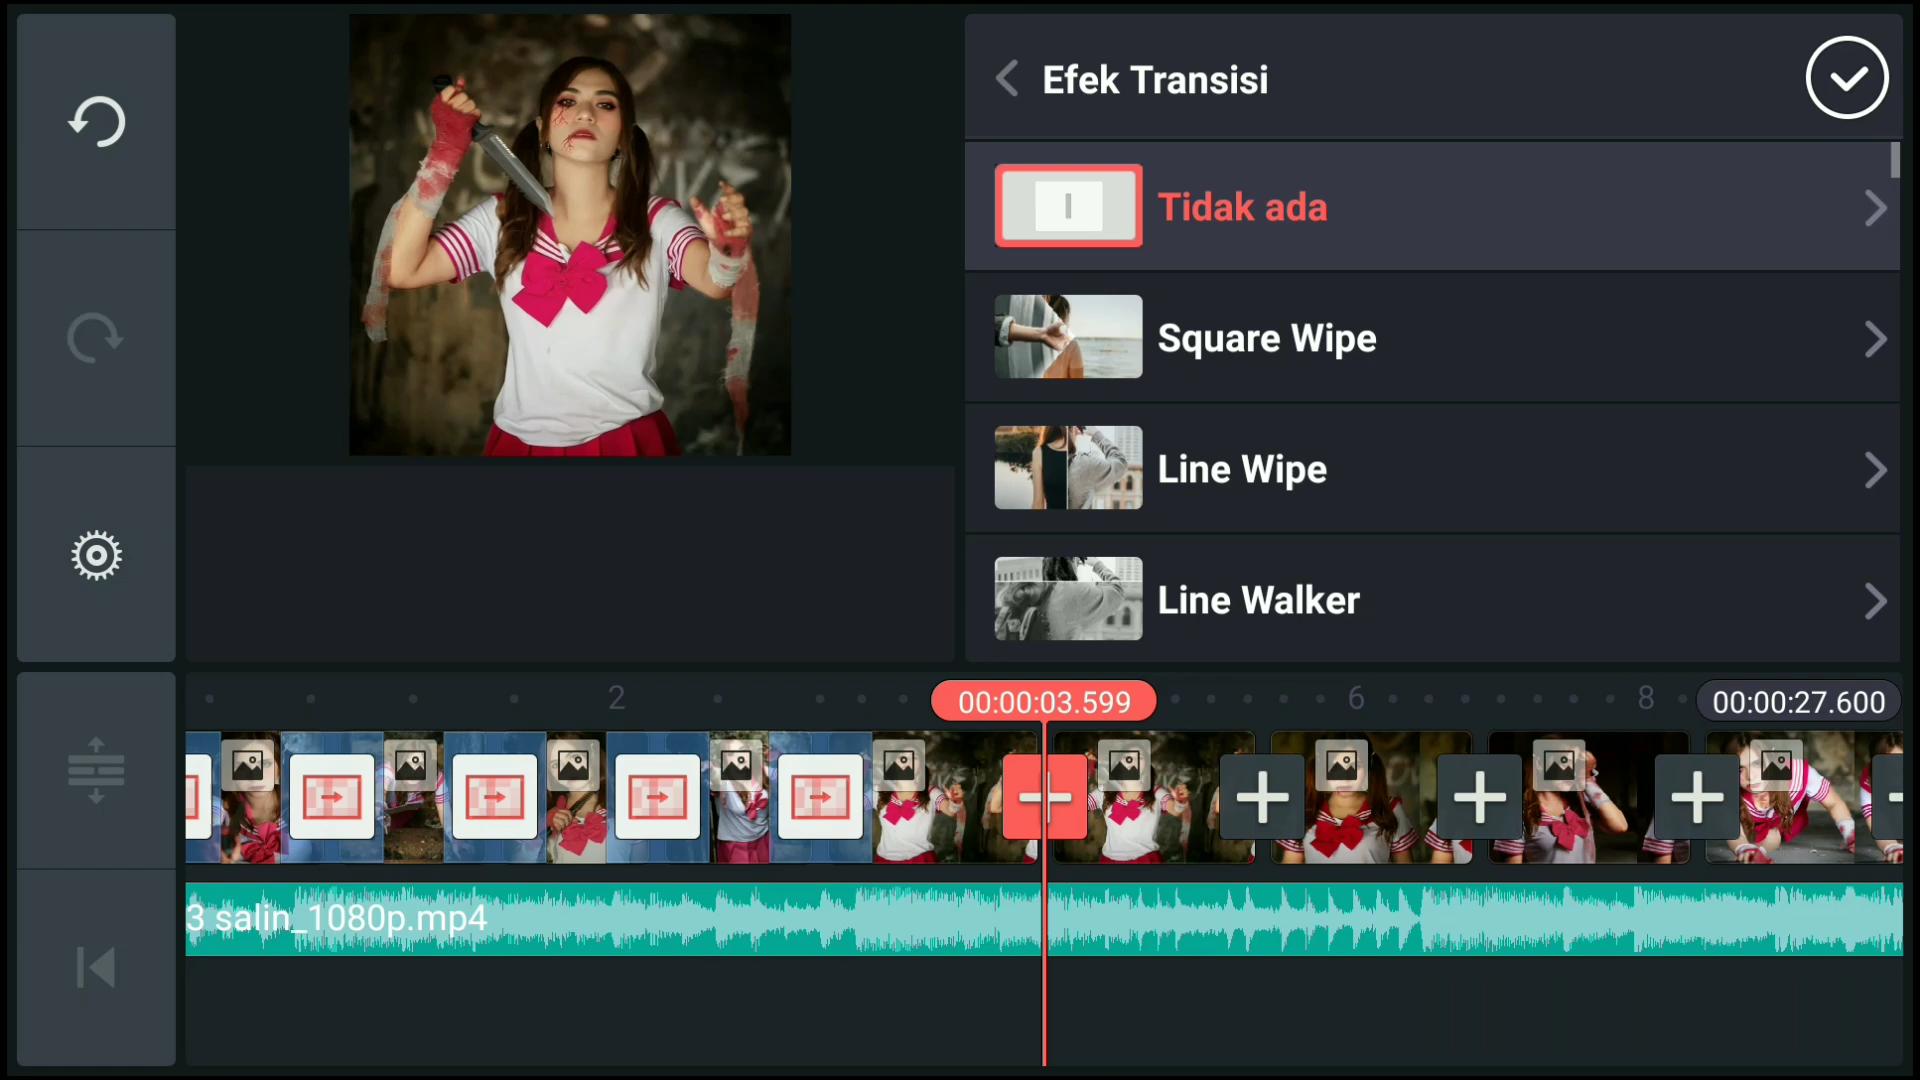 Efek Transisi
Tidak ada
Square Wipe
Line Wipe
Line Walker
2
00:00:03.599
6
8
00:00:27.600
3 salin_1080p.mp4